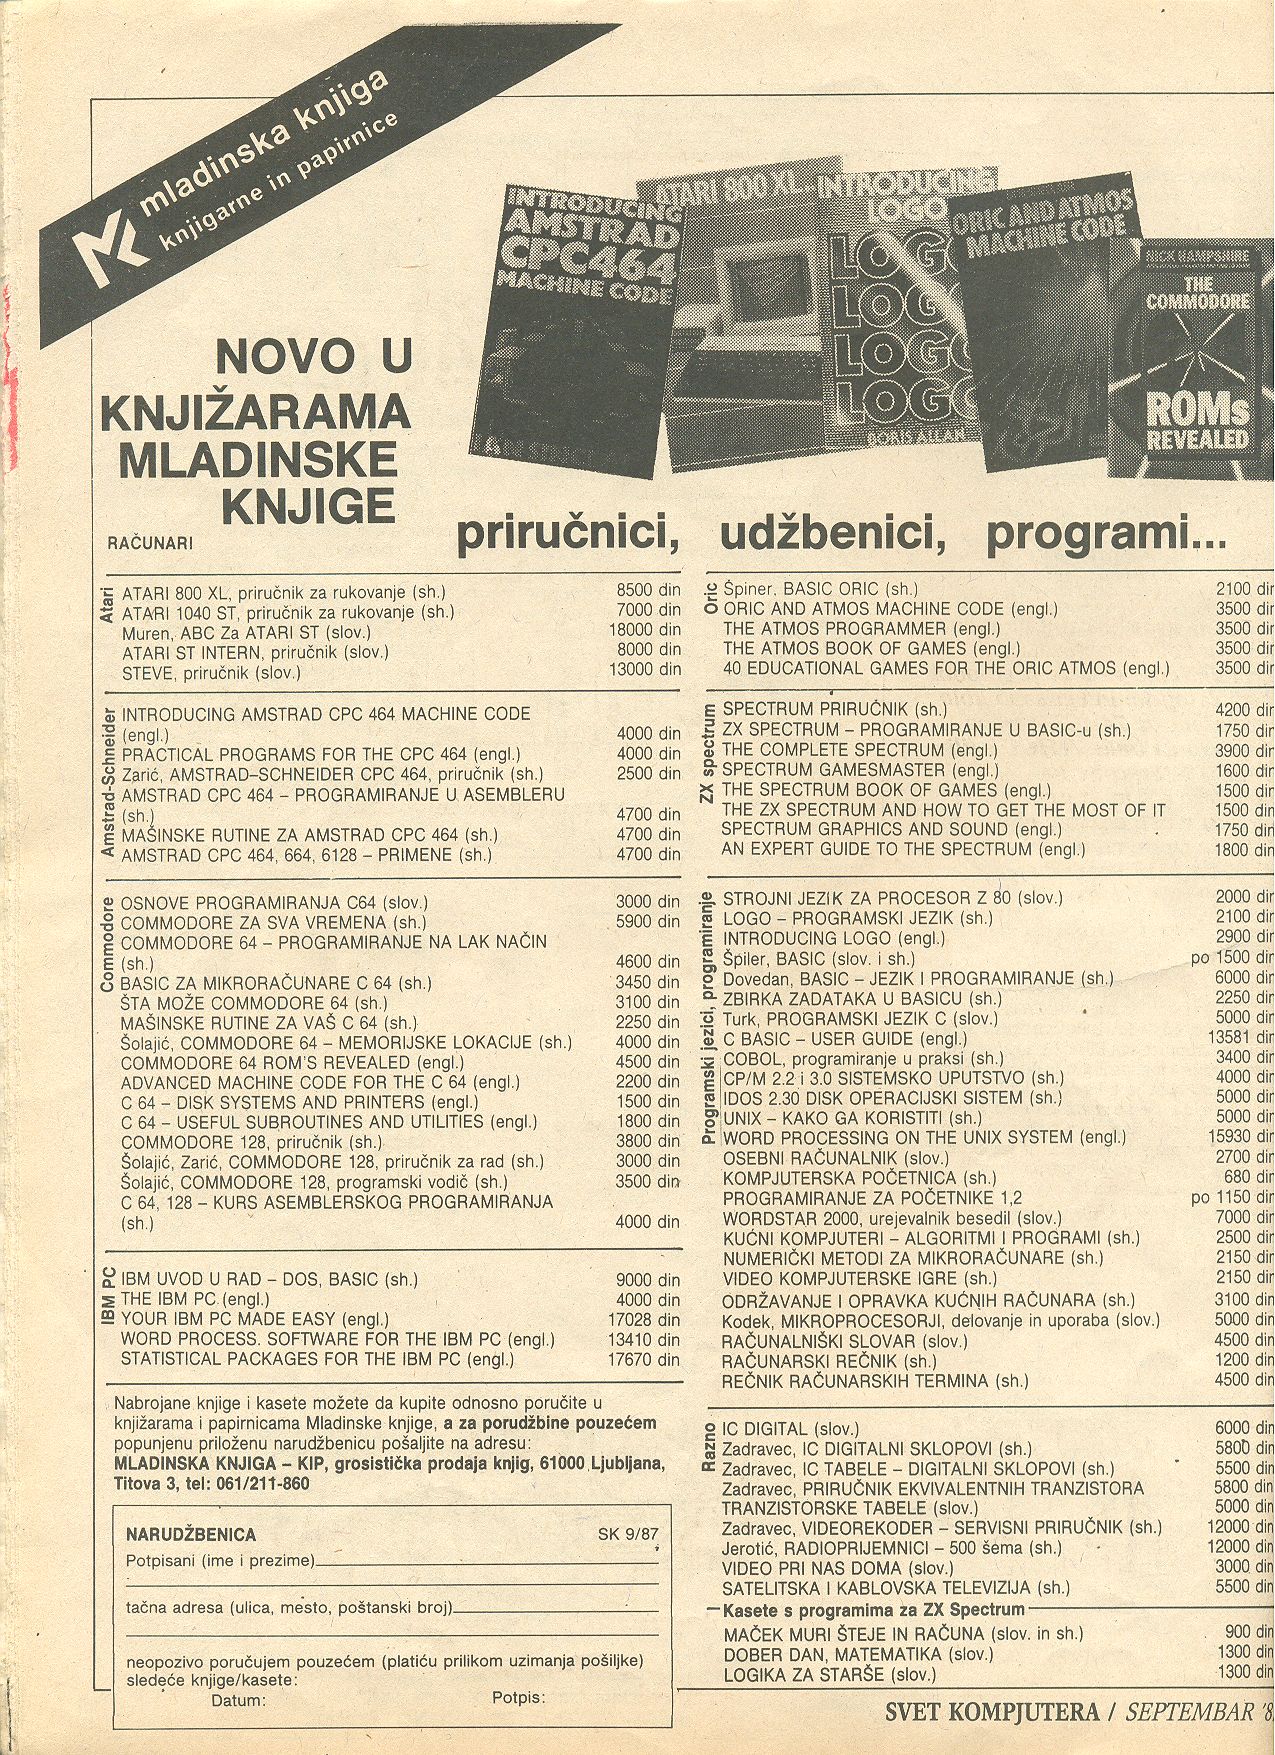 mladinska knjiga
knjigarne in papirnice
INTRODUCING
AMSTRAD
CPC464
MACHINE CODE
ATARI 800 XL
INTRODUCING
LOGO
LOGO
LOGO
LOGO
LOGO
BORIS ALLAN
ORIC AND ATMOS
MACHINE CODE
NICK HAMPSHIRE
THE
COMMODORE
ROMs
REVEALED
NOVO U
KNJIŽARAMA
MLADINSKE
KNJIGE
priručnici, udžbenici, programi...
RAČUNARI
Atari
ATARI 800 XL, priručnik za rukovanje (sh.) 8500 din
ATARI 1040 ST, priručnik za rukovanje (sh.) 7000 din
Muren, ABC Za ATARI ST (slov.) 18000 din
ATARI ST INTERN, priručnik (slov.) 8000 din
STEVE, priručnik (slov.) 13000 din
Amstrad-Schneider
INTRODUCING AMSTRAD CPC 464 MACHINE CODE
(engl.) 4000 din
PRACTICAL PROGRAMS FOR THE CPC 464 (engl.) 4000 din
Zarić, AMSTRAD–SCHNEIDER CPC 464, priručnik (sh.) 2500 din
AMSTRAD CPC 464 – PROGRAMIRANJE U ASEMBLERU
(sh.) 4700 din
MAŠINSKE RUTINE ZA AMSTRAD CPC 464 (sh.) 4700 din
AMSTRAD CPC 464, 664, 6128 – PRIMENE (sh.) 4700 din
Commodore
OSNOVE PROGRAMIRANJA C64 (slov.) 3000 din
COMMODORE ZA SVA VREMENA (sh.) 5900 din
COMMODORE 64 – PROGRAMIRANJE NA LAK NAČIN
(sh.) 4600 din
BASIC ZA MIKRORAČUNARE C 64 (sh.) 3450 din
ŠTA MOŽE COMMODORE 64 (sh.) 3100 din
MAŠINSKE RUTINE ZA VAŠ C 64 (sh.) 2250 din
Šolajić, COMMODORE 64 – MEMORIJSKE LOKACIJE (sh.) 4000 din
COMMODORE 64 ROM'S REVEALED (engl.) 4500 din
ADVANCED MACHINE CODE FOR THE C 64 (engl.) 2200 din
C 64 – DISK SYSTEMS AND PRINTERS (engl.) 1500 din
C 64 – USEFUL SUBROUTINES AND UTILITIES (engl.) 1800 din
COMMODORE 128, priručnik (sh.) 3800 din
Šolajić, Zarić, COMMODORE 128, priručnik za rad (sh.) 3000 din
Šolajić, COMMODORE 128, programski vodič (sh.) 3500 din
C 64, 128 – KURS ASEMBLERSKOG PROGRAMIRANJA
(sh.) 4000 din
IBM PC
IBM UVOD U RAD – DOS, BASIC (sh.) 9000 din
THE IBM PC (engl.) 4000 din
YOUR IBM PC MADE EASY (engl.) 17028 din
WORD PROCESS. SOFTWARE FOR THE IBM PC (engl.) 13410 din
STATISTICAL PACKAGES FOR THE IBM PC (engl.) 17670 din
Nabrojane knjige i kasete možete da kupite odnosno poručite u
knjižarama i papirnicama Mladinske knjige, a za porudžbine pouzećem
popunjenu priloženu narudžbenicu pošaljite na adresu:
MLADINSKA KNJIGA – KIP, grosistička prodaja knjig, 61000 Ljubljana,
Titova 3, tel: 061/211-860
NARUDŽBENICA SK 9/87
Potpisani (ime i prezime)
tačna adresa (ulica, mesto, poštanski broj)
neopozivo poručujem pouzećem (platiću prilikom uzimanja pošiljke)
sledeće knjige/kasete:
Datum: Potpis:
Oric
Špiner, BASIC ORIC (sh.) 2100 din
ORIC AND ATMOS MACHINE CODE (engl.) 3500 din
THE ATMOS PROGRAMMER (engl.) 3500 din
THE ATMOS BOOK OF GAMES (engl.) 3500 din
40 EDUCATIONAL GAMES FOR THE ORIC ATMOS (engl.) 3500 din
ZX spectrum
SPECTRUM PRIRUČNIK (sh.) 4200 din
ZX SPECTRUM – PROGRAMIRANJE U BASIC-u (sh.) 1750 din
THE COMPLETE SPECTRUM (engl.) 3900 din
SPECTRUM GAMESMASTER (engl.) 1600 din
THE SPECTRUM BOOK OF GAMES (engl.) 1500 din
THE ZX SPECTRUM AND HOW TO GET THE MOST OF IT 1500 din
SPECTRUM GRAPHICS AND SOUND (engl.) 1750 din
AN EXPERT GUIDE TO THE SPECTRUM (engl.) 1800 din
Programski jezici, programiranje
STROJNI JEZIK ZA PROCESOR Z 80 (slov.) 2000 din
LOGO – PROGRAMSKI JEZIK (sh.) 2100 din
INTRODUCING LOGO (engl.) 2900 din
Špiler, BASIC (slov. i sh.) po 1500 din
Dovedan, BASIC – JEZIK I PROGRAMIRANJE (sh.) 6000 din
ZBIRKA ZADATAKA U BASICU (sh.) 2250 din
Turk, PROGRAMSKI JEZIK C (slov.) 5000 din
C BASIC – USER GUIDE (engl.) 13581 din
COBOL, programiranje u praksi (sh.) 3400 din
CP/M 2.2 i 3.0 SISTEMSKO UPUTSTVO (sh.) 4000 din
IDOS 2.30 DISK OPERACIJSKI SISTEM (sh.) 5000 din
UNIX – KAKO GA KORISTITI (sh.) 5000 din
WORD PROCESSING ON THE UNIX SYSTEM (engl.) 15930 din
OSEBNI RAČUNALNIK (slov.) 2700 din
KOMPJUTERSKA POČETNICA (sh.) 680 din
PROGRAMIRANJE ZA POČETNIKE 1,2 po 1150 din
WORDSTAR 2000, urejevalnik besedil (slov.) 7000 din
KUĆNI KOMPJUTERI – ALGORITMI I PROGRAMI (sh.) 2500 din
NUMERIČKI METODI ZA MIKRORAČUNARE (sh.) 2150 din
VIDEO KOMPJUTERSKE IGRE (sh.) 2150 din
ODRŽAVANJE I OPRAVKA KUĆNIH RAČUNARA (sh.) 3100 din
Kodek, MIKROPROCESORJI, delovanje in uporaba (slov.) 5000 din
RAČUNALNIŠKI SLOVAR (slov.) 4500 din
RAČUNARSKI REČNIK (sh.) 1200 din
REČNIK RAČUNARSKIH TERMINA (sh.) 4500 din
Razno
IC DIGITAL (slov.) 6000 din
Zadravec, IC DIGITALNI SKLOPOVI (sh.) 5800 din
Zadravec, IC TABELE – DIGITALNI SKLOPOVI (sh.) 5500 din
Zadravec, PRIRUČNIK EKVIVALENTNIH TRANZISTORA 5800 din
TRANZISTORSKE TABELE (slov.) 5000 din
Zadravec, VIDEOREKODER – SERVISNI PRIRUČNIK (sh.) 12000 din
Jerotić, RADIOPRIJEMNICI – 500 šema (sh.) 12000 din
VIDEO PRI NAS DOMA (slov.) 3000 din
SATELITSKA I KABLOVSKA TELEVIZIJA (sh.) 5500 din
Kasete s programima za ZX Spectrum
MAČEK MURI ŠTEJE IN RAČUNA (slov. in sh.) 900 din
DOBER DAN, MATEMATIKA (slov.) 1300 din
LOGIKA ZA STARŠE (slov.) 1300 din
SVET KOMPJUTERA / SEPTEMBAR '8